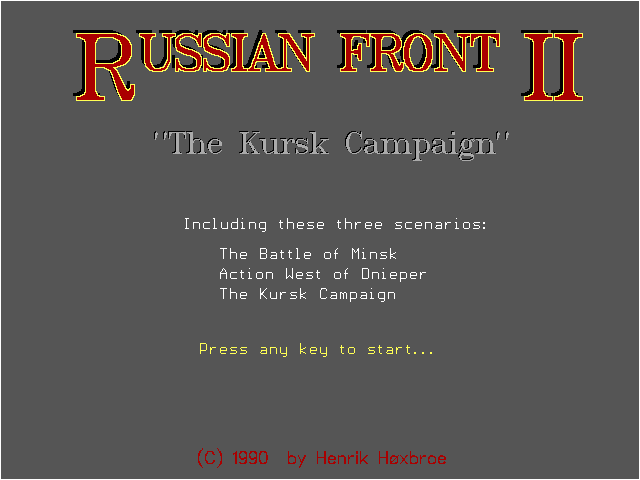 RUSSIAN FRONT II
"The Kursk Campaign"
Including these three scenarios:
The Battle of Minsk
Action West of Dnieper
The Kursk Campaign
Press any key to start...
(C) 1990 by Henrik Høxbroe